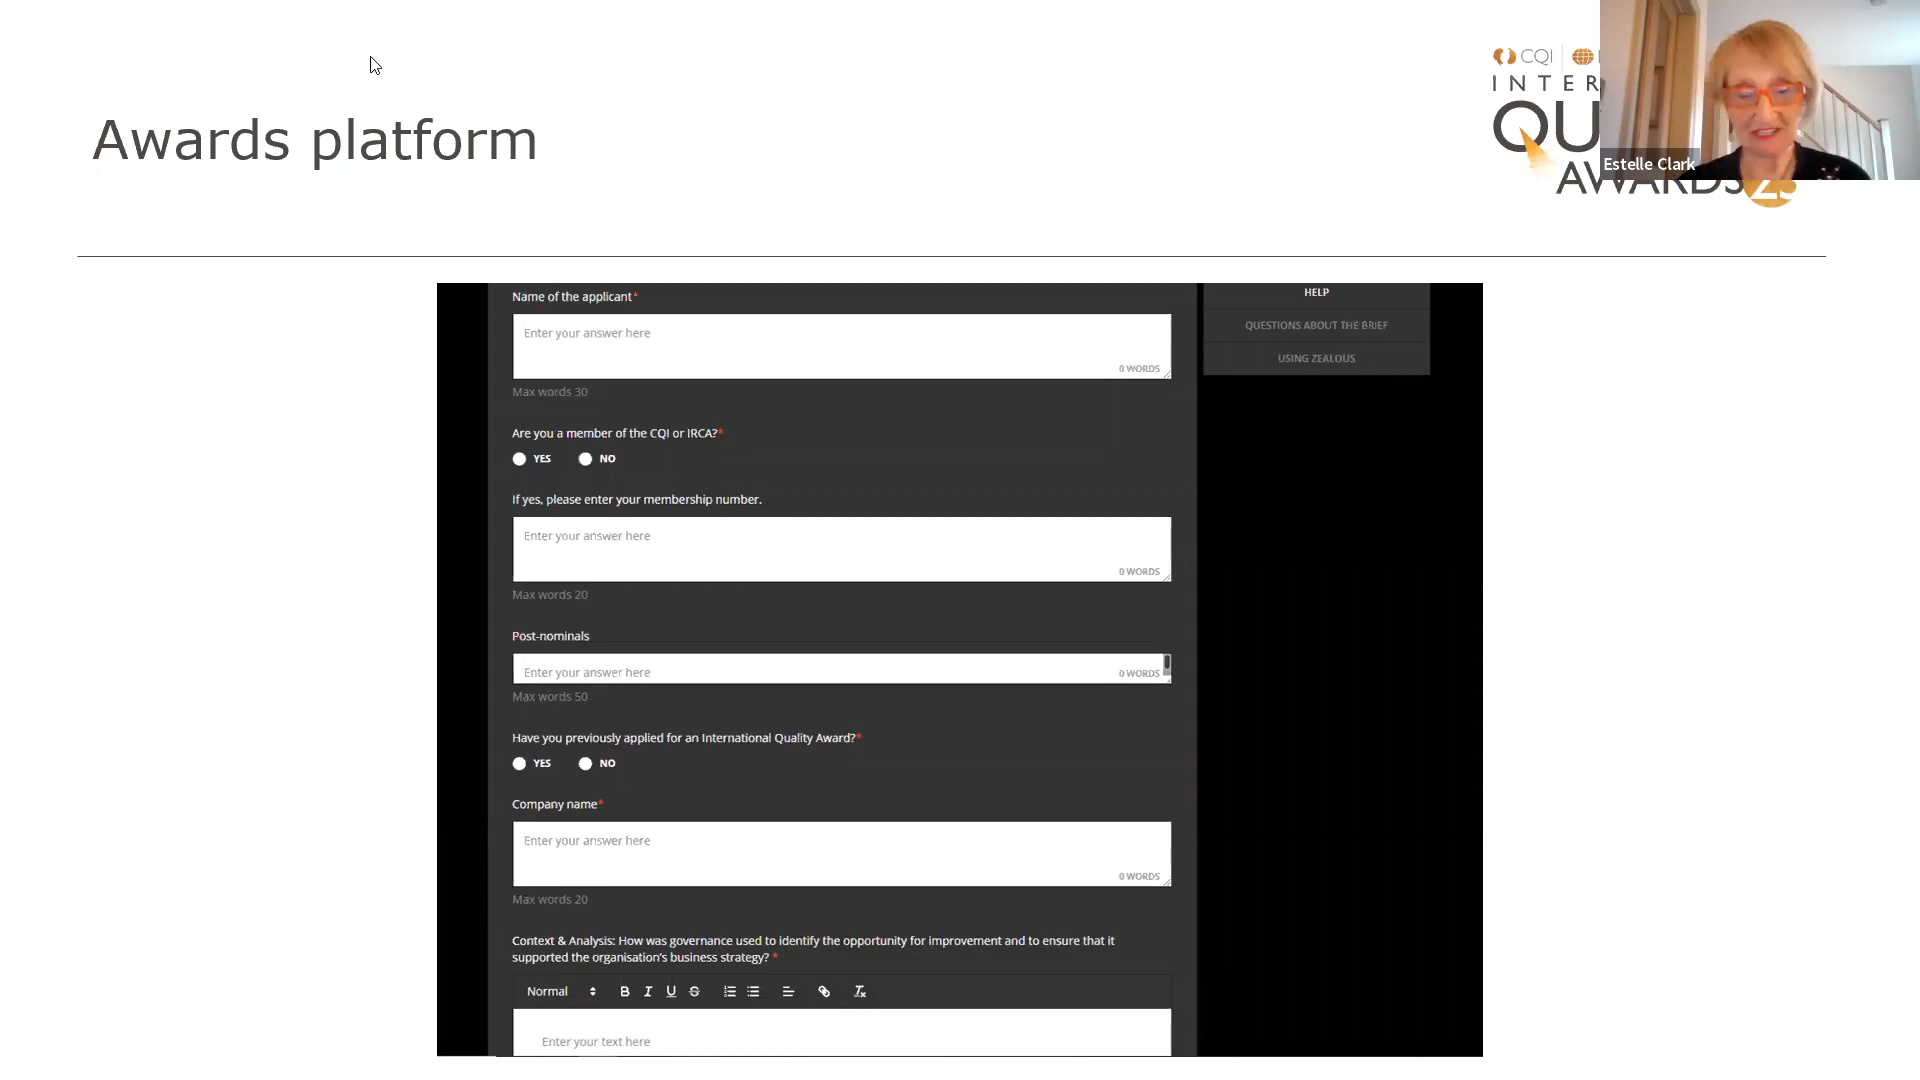 CQI
INTER
Awards platform
QU
Estelle Clark
AWARDS 23
Name of the applicant*
HELP
Enter your answer here
QUESTIONS ABOUT THE BRIEF
0 WORDS
USING ZEALOUS
Max words 30
Are you a member of the CQI or IRCA?*
YES NO
If yes, please enter your membership number.
Enter your answer here
0 WORDS
Max words 20
Post-nominals
Enter your answer here
0 WORDS
Max words 50
Have you previously applied for an International Quality Award?*
YES NO
Company name*
Enter your answer here
0 WORDS
Max words 20
Context & Analysis: How was governance used to identify the opportunity for improvement and to ensure that it
supported the organisation's business strategy? *
Normal B I U S
Enter your text here